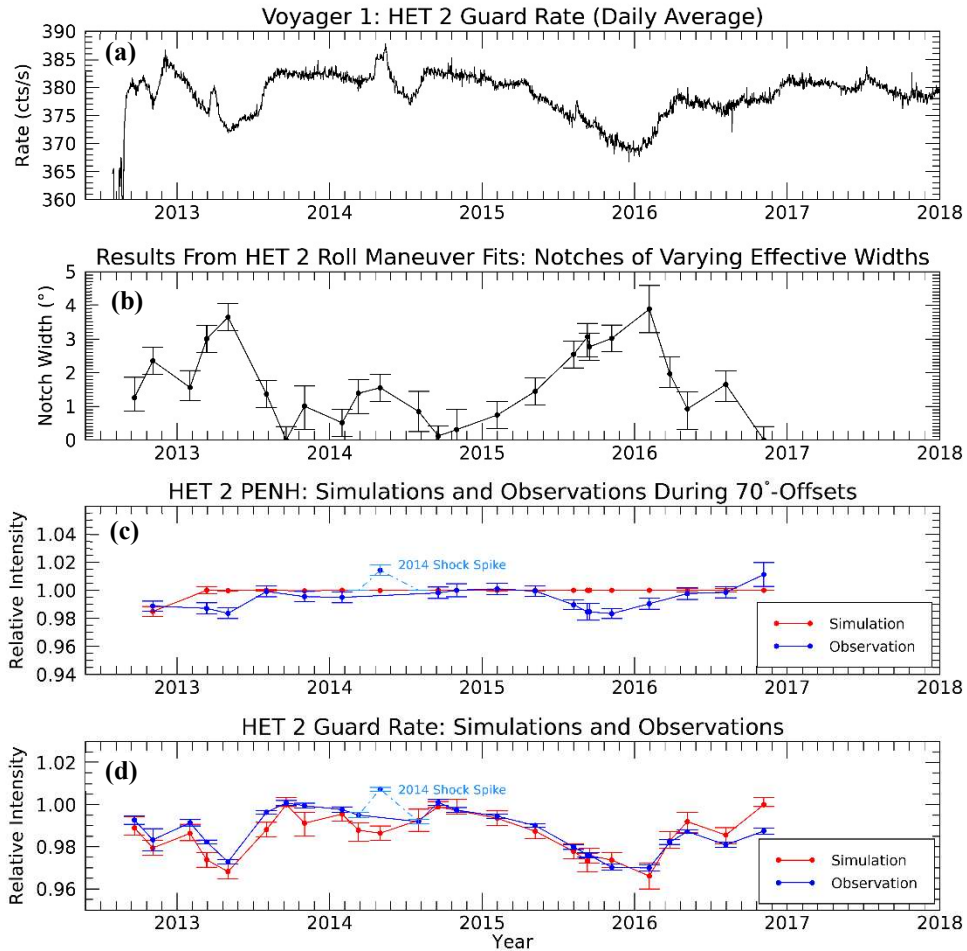 Voyager 1: HET 2 Guard Rate (Daily Average)
(a)
Rate (cts/s)
390
385
380
375
370
365
360
2013 2014 2015 2016 2017 2018
Results From HET 2 Roll Maneuver Fits: Notches of Varying Effective Widths
(b)
Notch Width (°)
5
4
3
2
1
0
2013 2014 2015 2016 2017 2018
HET 2 PENH: Simulations and Observations During 70°-Offsets
(c)
Relative Intensity
1.04
1.02
1.00
0.98
0.96
0.94
2014 Shock Spike
Simulation
Observation
2013 2014 2015 2016 2017 2018
HET 2 Guard Rate: Simulations and Observations
(d)
Relative Intensity
1.02
1.00
0.98
0.96
2014 Shock Spike
Simulation
Observation
2013 2014 2015 2016 2017 2018
Year